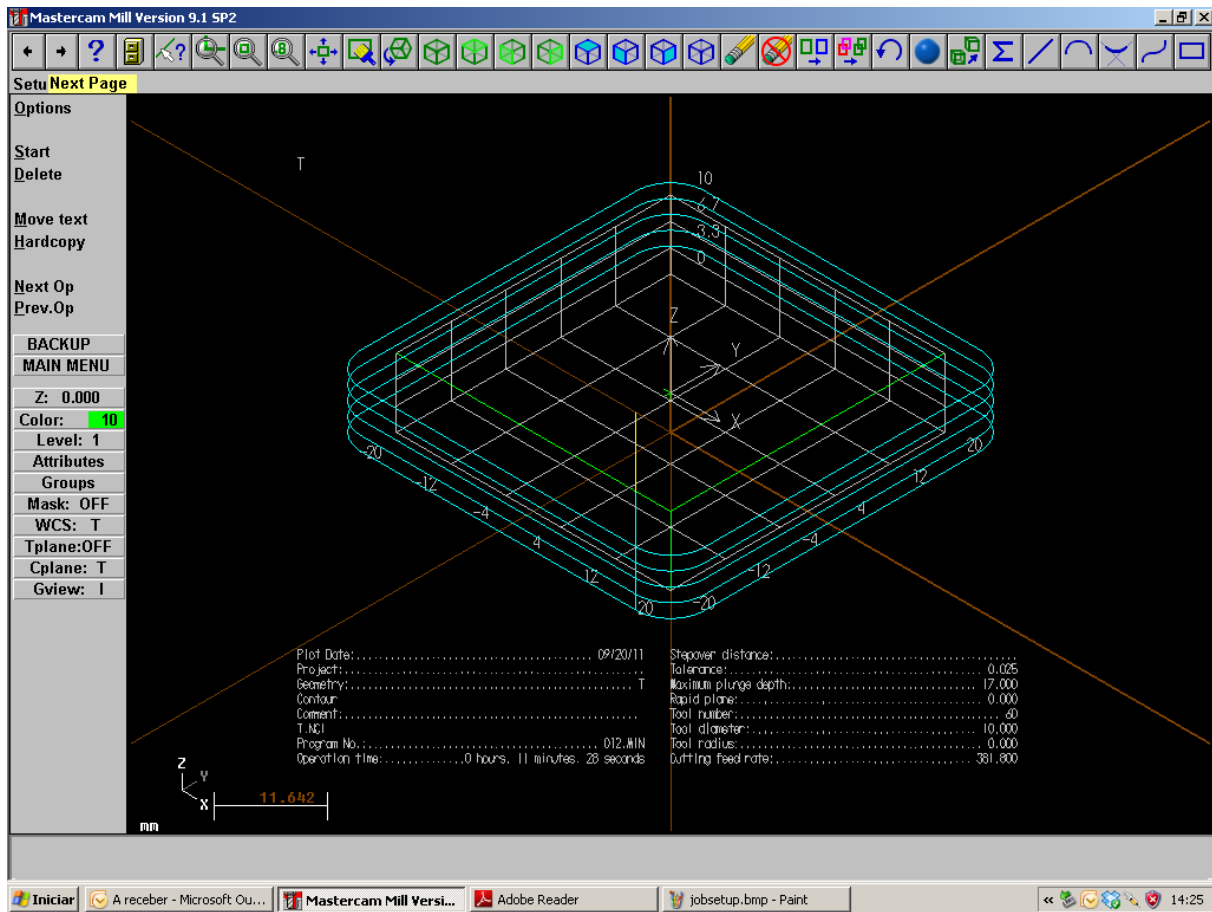 Mastercam Mill Version 9.1 SP2
Setu Next Page
Options
Start
Delete
Move text
Hardcopy
Next Op
Prev.Op
BACKUP
MAIN MENU
Z: 0.000
Color: 10
Level: 1
Attributes
Groups
Mask: OFF
WCS: T
Tplane:OFF
Cplane: T
Gview: I
T
10
6.7
3.3
0
Z
Y
X
-20
-12
-4
4
12
20
-20
-12
-4
4
12
20
Plot Date:.......................................... 09/20/11
Project:..........................................
Geometry:.......................................... T
Contour
Comment:..........................................
T.NCI
Program No.:.......................................... 012.MIN
Operation time:.............0 hours, 11 minutes, 28 seconds
Stepover distance:..........................................
Tolerance:.......................................... 0.025
Maximum plunge depth:.......................................... 17.000
Rapid plane:.......................................... 0.000
Tool number:.......................................... 60
Tool diameter:.......................................... 10.000
Tool radius:.......................................... 0.000
Cutting feed rate:.......................................... 381.800
Z
Y
X
11.642
mm
Iniciar
A receber - Microsoft Ou...
Mastercam Mill Versi...
Adobe Reader
jobsetup.bmp - Paint
14:25